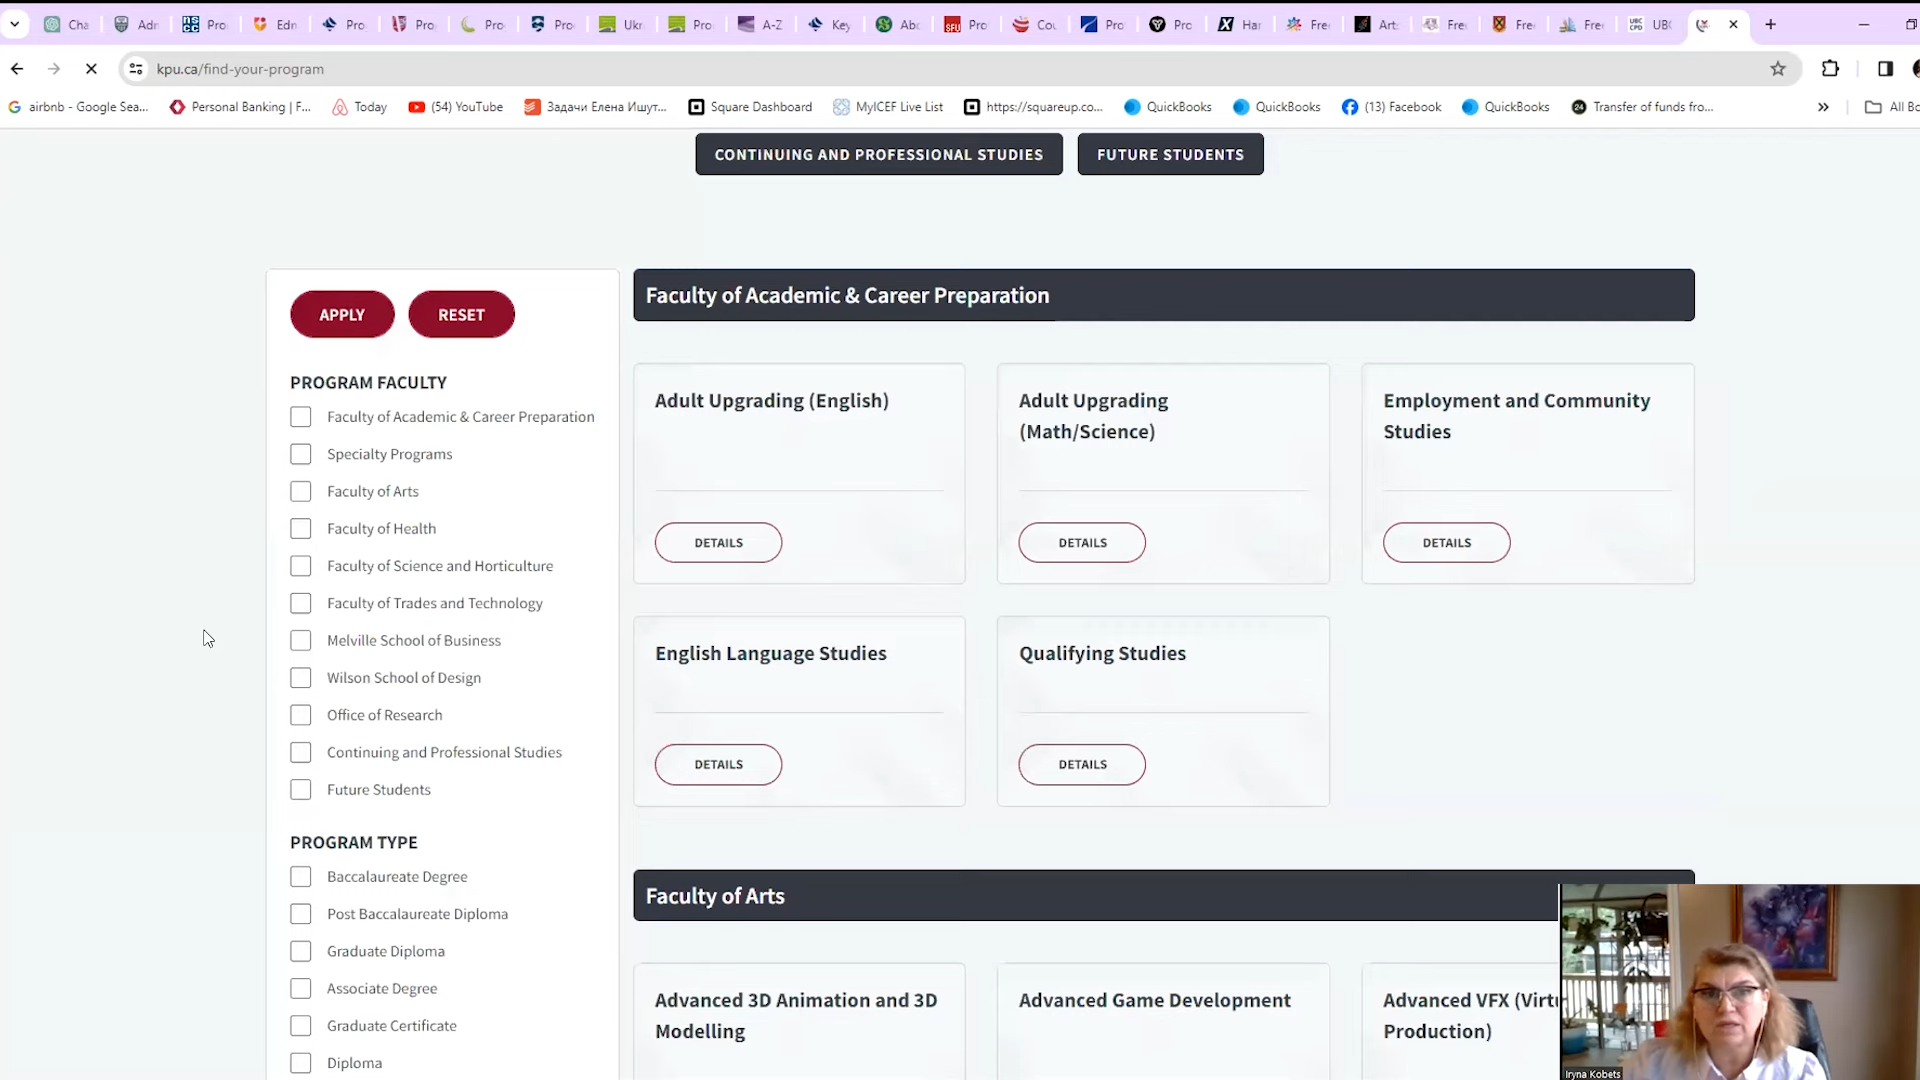 Cha
Adn
Pro
Edn
Pro
Pro
Pro
Pro
Ukr
Pro
A-Z
Key
Abc
SFU
Pro
Cou
Pro
Pro
Har
Fre
Art:
Fre
Fre
Fre
UBC
CPD
UBC
kpu.ca/find-your-program
airbnb - Google Sea...
Personal Banking | F...
Today
(54) YouTube
Задачи Елена Ишут...
Square Dashboard
MyICEF Live List
https://squareup.co...
QuickBooks
QuickBooks
(13) Facebook
QuickBooks
24
Transfer of funds fro...
All Bo
CONTINUING AND PROFESSIONAL STUDIES
FUTURE STUDENTS
APPLY
RESET
PROGRAM FACULTY
Faculty of Academic & Career Preparation
Specialty Programs
Faculty of Arts
Faculty of Health
Faculty of Science and Horticulture
Faculty of Trades and Technology
Melville School of Business
Wilson School of Design
Office of Research
Continuing and Professional Studies
Future Students
PROGRAM TYPE
Baccalaureate Degree
Post Baccalaureate Diploma
Graduate Diploma
Associate Degree
Graduate Certificate
Diploma
Faculty of Academic & Career Preparation
Adult Upgrading (English)
DETAILS
Adult Upgrading
(Math/Science)
DETAILS
Employment and Community
Studies
DETAILS
English Language Studies
DETAILS
Qualifying Studies
DETAILS
Faculty of Arts
Advanced 3D Animation and 3D
Modelling
Advanced Game Development
Advanced VFX (Virtu
Production)
Iryna Kobets